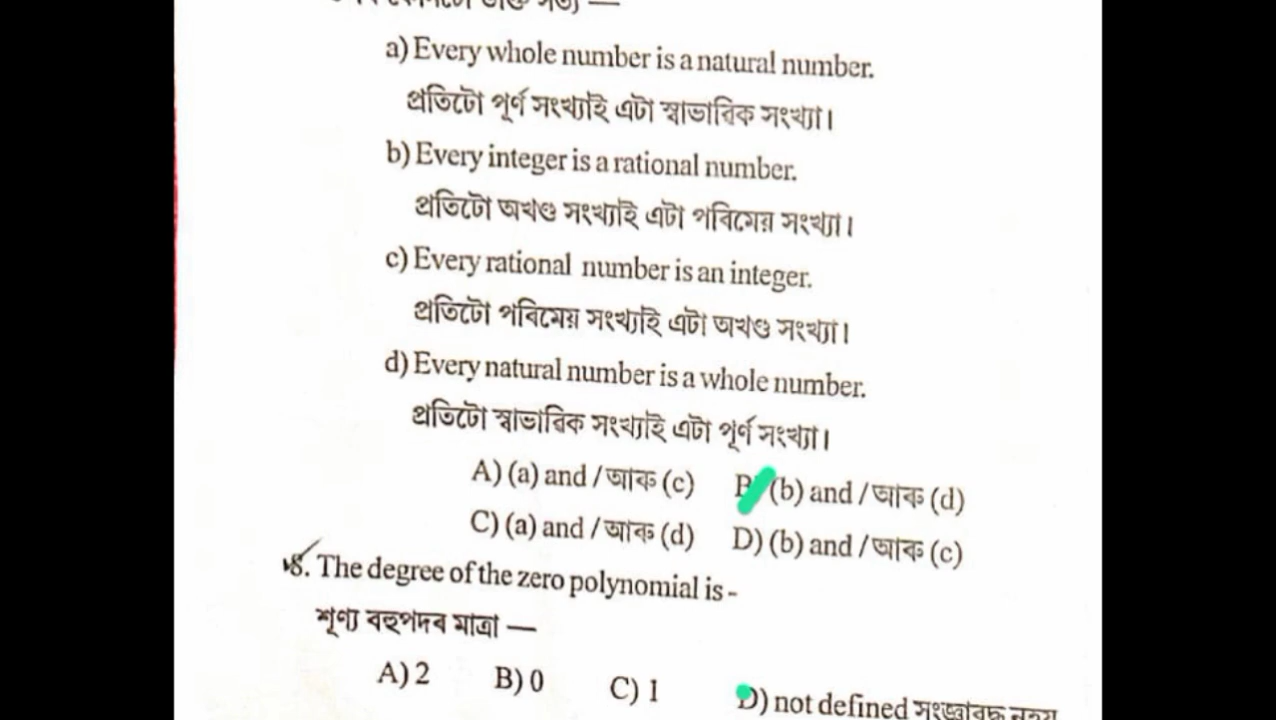 a) Every whole number is a natural number.
প্ৰতিটো পূৰ্ণ সংখ্যাই এটা স্বাভাৱিক সংখ্যা।
b) Every integer is a rational number.
প্ৰতিটো অখণ্ড সংখ্যাই এটা পৰিমেয় সংখ্যা।
c) Every rational number is an integer.
প্ৰতিটো পৰিমেয় সংখ্যাই এটা অখণ্ড সংখ্যা।
d) Every natural number is a whole number.
প্ৰতিটো স্বাভাৱিক সংখ্যাই এটা পূৰ্ণ সংখ্যা।
A) (a) and / আৰু (c) B) (b) and / আৰু (d)
C) (a) and / আৰু (d) D) (b) and / আৰু (c)
8. The degree of the zero polynomial is -
শূণ্য বহুপদৰ মাত্ৰা —
A) 2 B) 0 C) 1 D) not defined